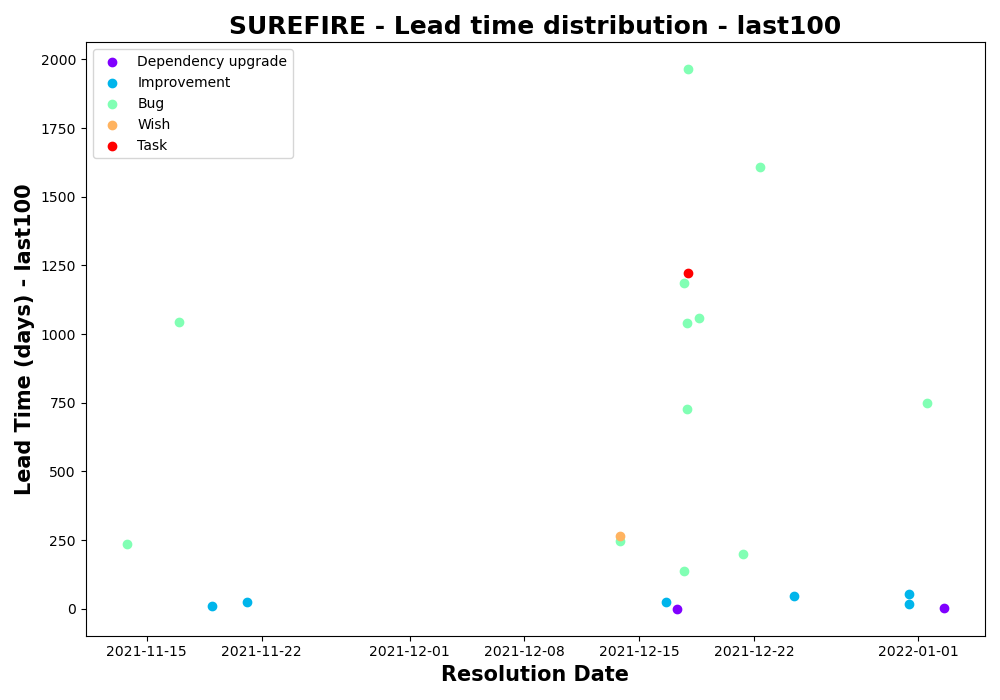 SUREFIRE - Lead time distribution - last100
Dependency upgrade
Improvement
Bug
Wish
Task
2000
1750
1500
1250
1000
750
500
250
0
Lead Time (days) - last100
2021-11-15 2021-11-22 2021-12-01 2021-12-08 2021-12-15 2021-12-22 2022-01-01
Resolution Date